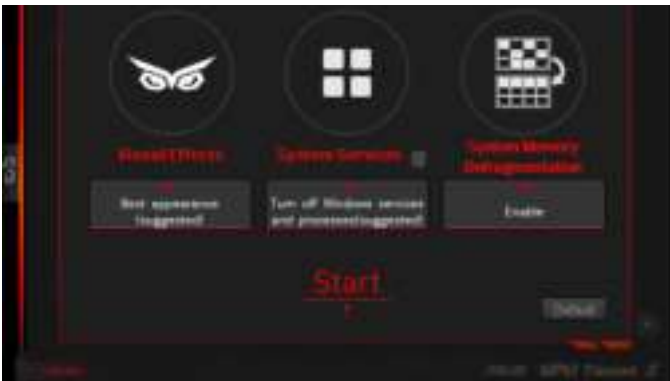 Visual Effects
System Services
System Memory
Defragmentation
Best appearance
(suggested)
Turn off Windows services
and processes(suggested)
Enable
Start
Default